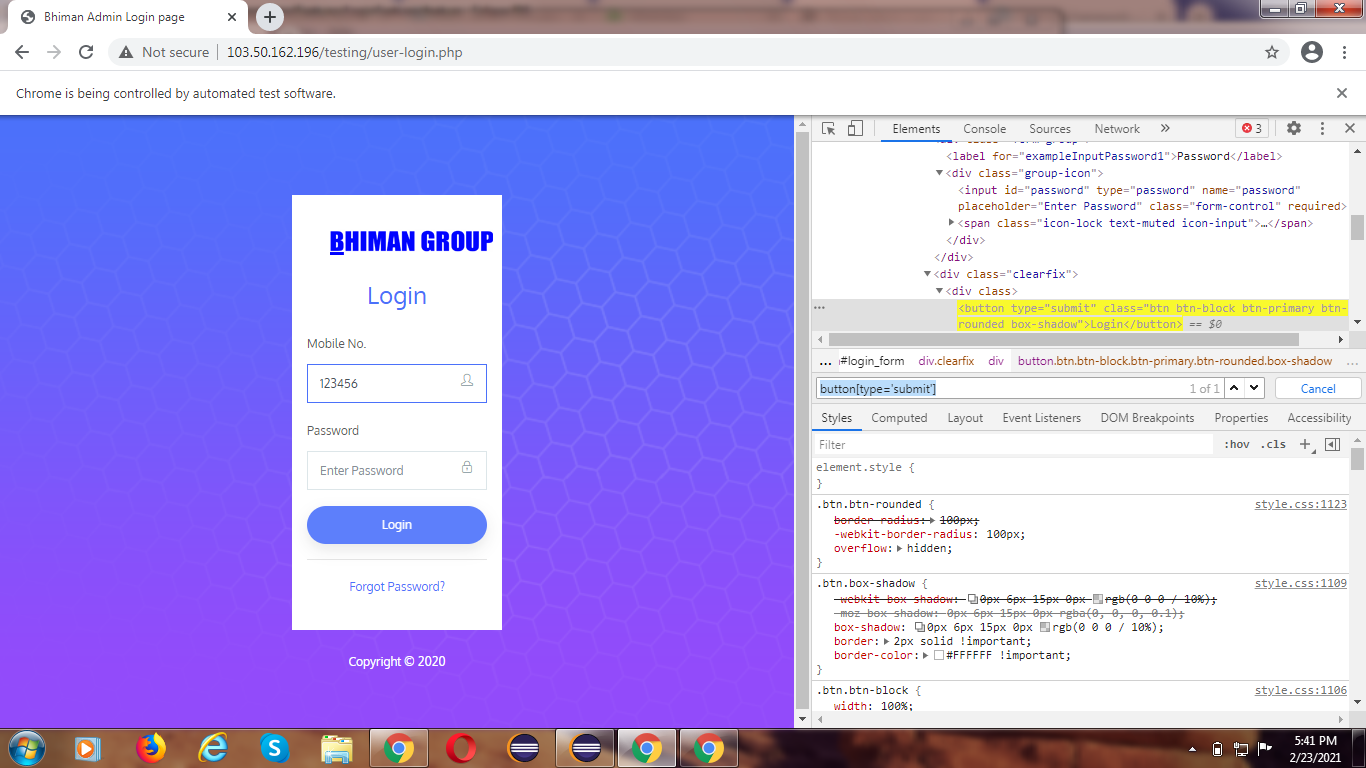 Bhiman Admin Login page
Not secure
103.50.162.196/testing/user-login.php
Chrome is being controlled by automated test software.
BHIMAN GROUP
Login
Mobile No.
123456
Password
Enter Password
Login
Forgot Password?
Copyright © 2020
Elements Console Sources Network » 3
<label for="exampleInputPassword1">Password</label>
<div class="group-icon">
<input id="password" type="password" name="password"
placeholder="Enter Password" class="form-control" required>
<span class="icon-lock text-muted icon-input">…</span>
</div>
</div>
<div class="clearfix">
<div class>
<button type="submit" class="btn btn-block btn-primary btn-
rounded box-shadow">Login</button> == $0
... #login_form div.clearfix div button.btn.btn-block.btn-primary.btn-rounded.box-shadow ...
button[type='submit'] 1 of 1 Cancel
Styles Computed Layout Event Listeners DOM Breakpoints Properties Accessibility
Filter :hov .cls +
element.style {
}
.btn.btn-rounded { style.css:1123
border-radius: 100px;
-webkit-border-radius: 100px;
overflow: hidden;
}
.btn.box-shadow { style.css:1109
-webkit-box-shadow: 0px 6px 15px 0px rgb(0 0 0 / 10%);
-moz-box-shadow: 0px 6px 15px 0px rgba(0, 0, 0, 0.1);
box-shadow: 0px 6px 15px 0px rgb(0 0 0 / 10%);
border: 2px solid !important;
border-color: #FFFFFF !important;
}
.btn.btn-block { style.css:1106
width: 100%;
5:41 PM
2/23/2021